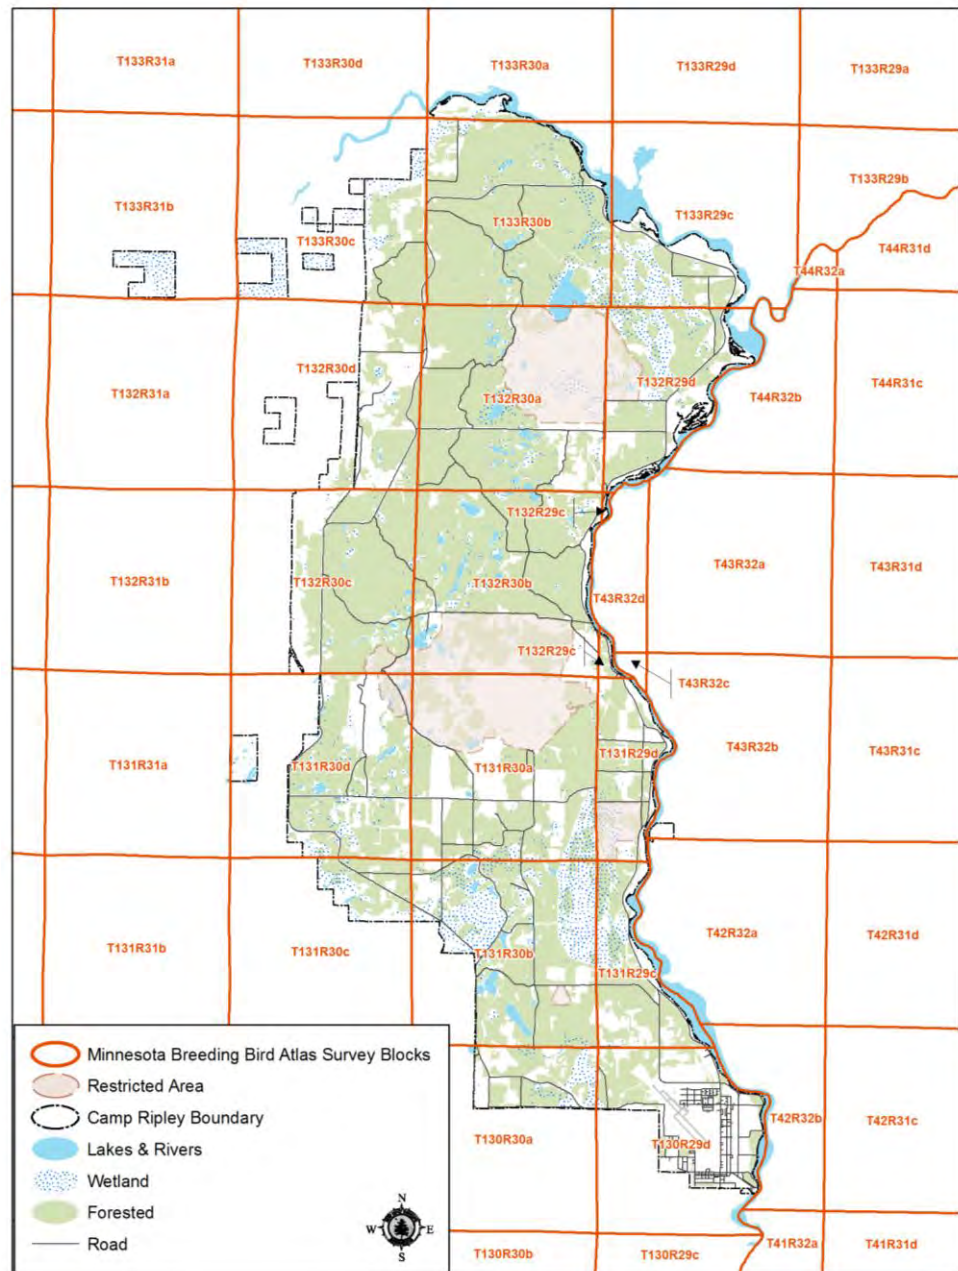 T133R31a
T133R30d
T133R30a
T133R29d
T133R29a
T133R31b
T133R30c
T133R30b
T133R29c
T133R29b
T44R31d
T44R32a
T132R31a
T132R30d
T132R30a
T132R29d
T44R32b
T44R31c
T132R29c
T132R31b
T132R30c
T132R30b
T43R32d
T43R32a
T43R31d
T132R29c
T43R32c
T131R31a
T131R30d
T131R30a
T131R29d
T43R32b
T43R31c
T131R31b
T131R30c
T131R30b
T131R29c
T42R32a
T42R31d
T130R30a
T130R29d
T42R32b
T42R31c
T130R30b
T130R29c
T41R32a
T41R31d
Minnesota Breeding Bird Atlas Survey Blocks
Restricted Area
Camp Ripley Boundary
Lakes & Rivers
Wetland
Forested
Road
N
W E
S